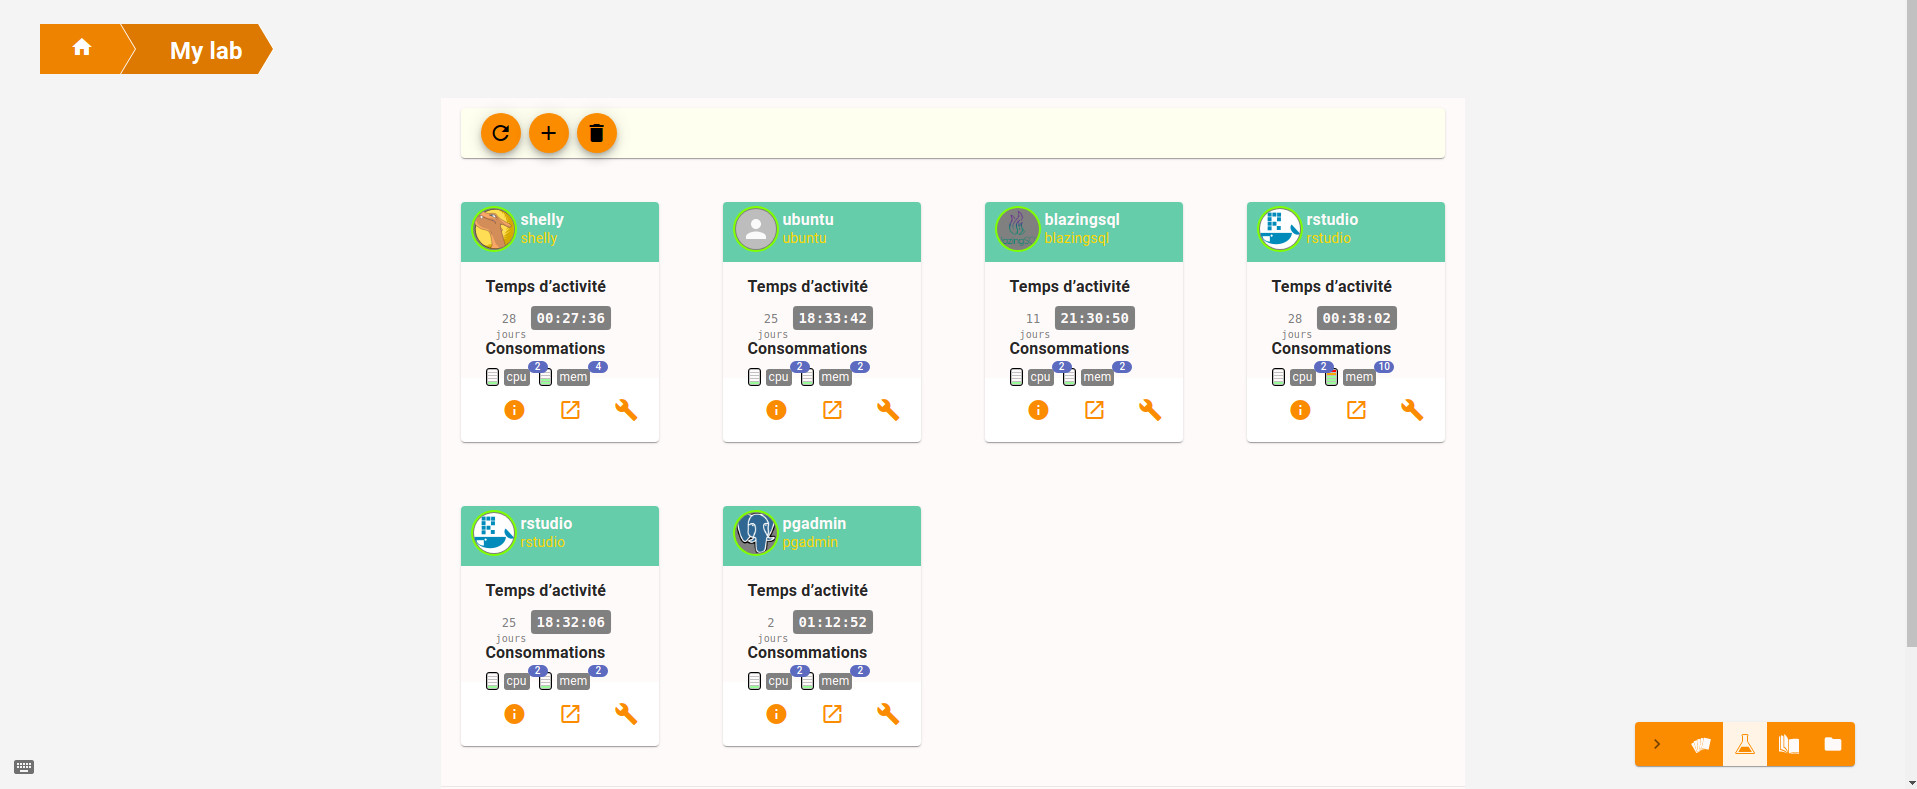 My lab
shelly
shelly
Temps d’activité
28 00:27:36
jours
Consommations
cpu 2 mem 4
ubuntu
ubuntu
Temps d’activité
25 18:33:42
jours
Consommations
cpu 2 mem 2
blazingsql
blazingsql
Temps d’activité
11 21:30:50
jours
Consommations
cpu 2 mem 2
rstudio
rstudio
Temps d’activité
28 00:38:02
jours
Consommations
cpu 2 mem 10
rstudio
rstudio
Temps d’activité
25 18:32:06
jours
Consommations
cpu 2 mem 2
pgadmin
pgadmin
Temps d’activité
2 01:12:52
jours
Consommations
cpu 2 mem 2